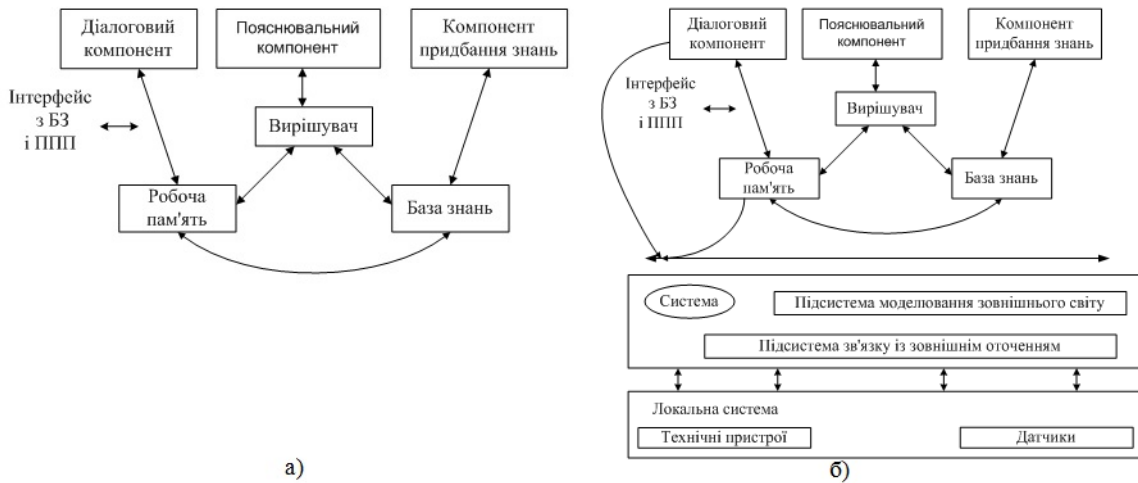 Діалоговий
компонент
Пояснювальний
компонент
Компонент
придбання знань
Інтерфейс
з БЗ
і ППП
Вирішувач
Робоча
пам'ять
База знань
а)
Діалоговий
компонент
Пояснювальний
компонент
Компонент
придбання знань
Інтерфейс
з БЗ
і ППП
Вирішувач
Робоча
пам'ять
База знань
Система
Підсистема моделювання зовнішнього світу
Підсистема зв'язку із зовнішнім оточенням
Локальна система
Технічні пристрої
Датчики
б)